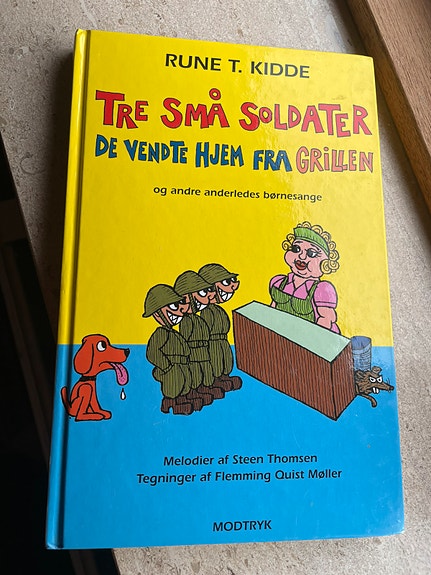 RUNE T. KIDDE
TRE SMÅ SOLDATER
DE VENDTE HJEM FRA GRILLEN
og andre anderledes børnesange
Melodier af Steen Thomsen
Tegninger af Flemming Quist Møller
MODTRYK